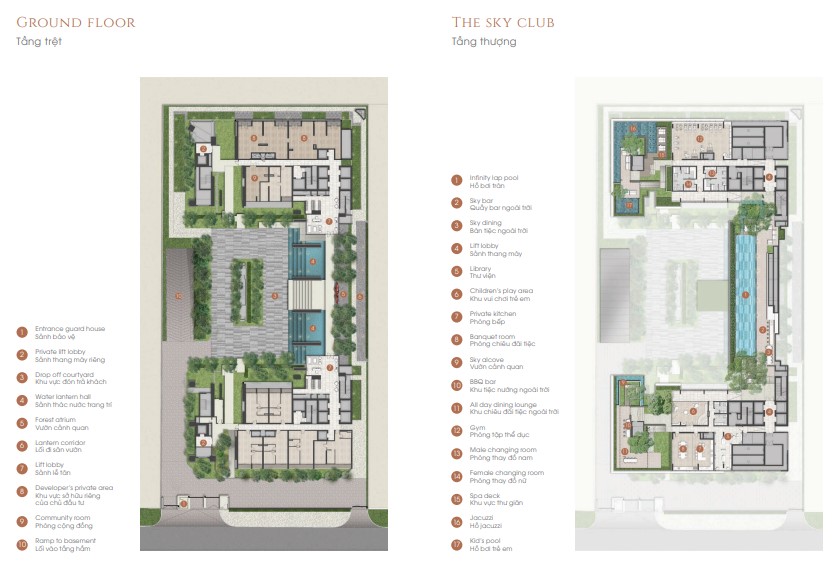 GROUND FLOOR
Tầng trệt
1 Entrance guard house
Sảnh bảo vệ
2 Private lift lobby
Sảnh thang máy riêng
3 Drop off courtyard
Khu vực đón trả khách
4 Water lantern hall
Sảnh thác nước trang trí
5 Forest atrium
Vườn cảnh quan
6 Lantern corridor
Lối đi sân vườn
7 Lift lobby
Sảnh lễ tân
8 Developer's private area
Khu vực sở hữu riêng
của chủ đầu tư
9 Community room
Phòng cộng đồng
10 Ramp to basement
Lối vào tầng hầm
THE SKY CLUB
Tầng thượng
1 Infinity lap pool
Hồ bơi tràn
2 Sky bar
Quầy bar ngoài trời
3 Sky dining
Bàn tiệc ngoài trời
4 Lift lobby
Sảnh thang máy
5 Library
Thư viện
6 Children's play area
Khu vui chơi trẻ em
7 Private kitchen
Phòng bếp
8 Banquet room
Phòng chiêu đãi tiệc
9 Sky alcove
Vườn cảnh quan
10 BBQ bar
Khu tiệc nướng ngoài trời
11 All day dining lounge
Khu chiêu đãi tiệc ngoài trời
12 Gym
Phòng tập thể dục
13 Male changing room
Phòng thay đồ nam
14 Female changing room
Phòng thay đồ nữ
15 Spa deck
Khu vực thư giãn
16 Jacuzzi
Hồ jacuzzi
17 Kid's pool
Hồ bơi trẻ em